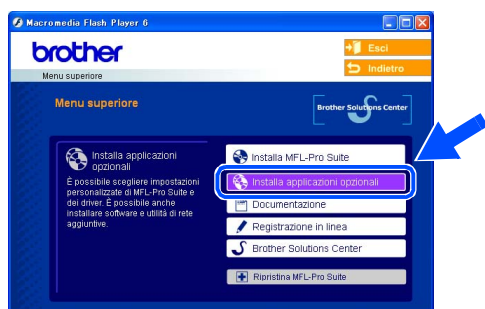 Macromedia Flash Player 6
brother
Esci
Indietro
Menu superiore
Menu superiore
Brother Solutions Center
Installa applicazioni
opzionali
È possibile scegliere impostazioni
personalizzate di MFL-Pro Suite e
dei driver. È possibile anche
installare software e utilità di rete
aggiuntive.
Installa MFL-Pro Suite
Installa applicazioni opzionali
Documentazione
Registrazione in linea
Brother Solutions Center
Ripristina MFL-Pro Suite